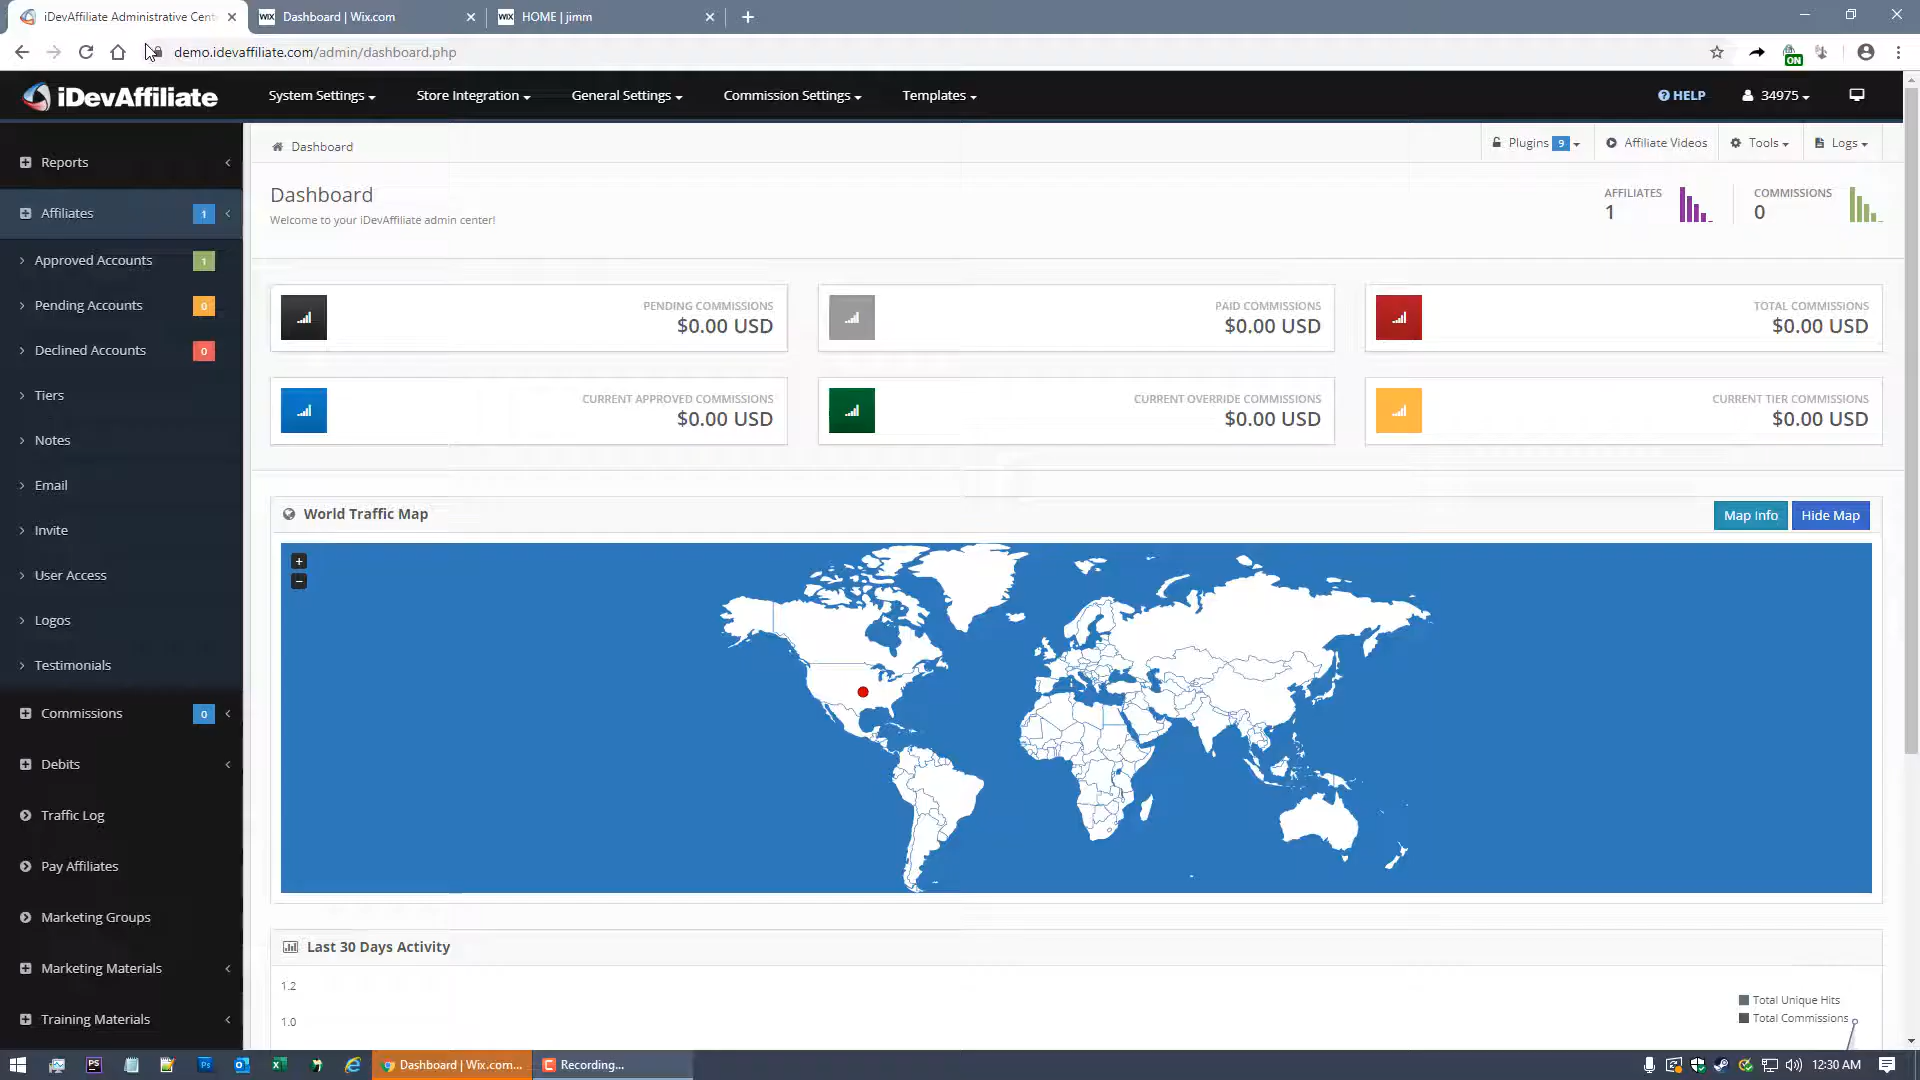 iDevAffiliate Administrative Cent
WIX Dashboard | Wix.com
WIX HOME | jimm
demo.idevaffiliate.com/admin/dashboard.php
ON
iDevAffiliate
System Settings
Store Integration
General Settings
Commission Settings
Templates
HELP
34975
Reports
Affiliates 1
Approved Accounts 1
Pending Accounts 0
Declined Accounts 0
Tiers
Notes
Email
Invite
User Access
Logos
Testimonials
Commissions 0
Debits
Traffic Log
Pay Affiliates
Marketing Groups
Marketing Materials
Training Materials
Dashboard
Plugins 9
Affiliate Videos
Tools
Logs
Dashboard
Welcome to your iDevAffiliate admin center!
AFFILIATES
1
COMMISSIONS
0
PENDING COMMISSIONS
$0.00 USD
PAID COMMISSIONS
$0.00 USD
TOTAL COMMISSIONS
$0.00 USD
CURRENT APPROVED COMMISSIONS
$0.00 USD
CURRENT OVERRIDE COMMISSIONS
$0.00 USD
CURRENT TIER COMMISSIONS
$0.00 USD
World Traffic Map
Map Info
Hide Map
+
−
Last 30 Days Activity
1.2
1.0
Total Unique Hits
Total Commissions
PS
Ps
Dashboard | Wix.com...
Recording...
12:30 AM